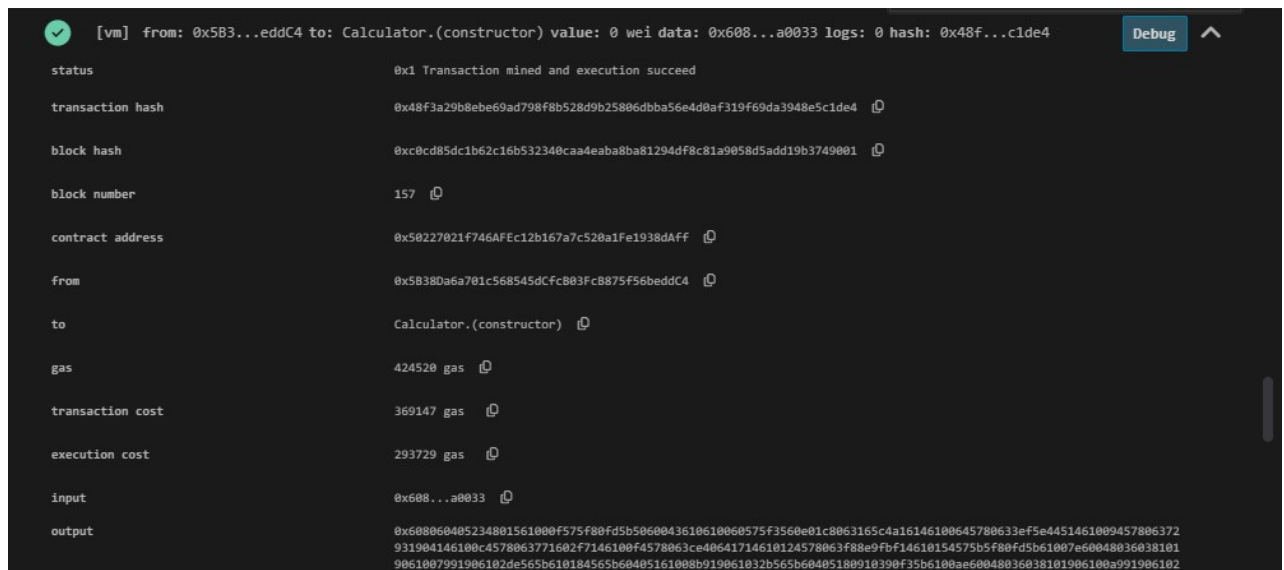 [vm] from: 0x5B3...eddC4 to: Calculator.(constructor) value: 0 wei data: 0x608...a0033 logs: 0 hash: 0x48f...c1de4 Debug
status 0x1 Transaction mined and execution succeed
transaction hash 0x48f3a29b8ebe69ad798f8b528d9b25806dbba56e4d0af319f69da3948e5c1de4
block hash 0xc0cd85dc1b62c16b532340caa4eaba8ba81294df8c81a9058d5add19b3749001
block number 157
contract address 0x50227021f746AFEc12b167a7c520a1Fe1938dAff
from 0x5B38Da6a701c568545dCfcB03FcB875f56beddC4
to Calculator.(constructor)
gas 424520 gas
transaction cost 369147 gas
execution cost 293729 gas
input 0x608...a0033
output 0x608060405234801561000f575f80fd5b5060043610610060575f3560e01c8063165c4a16146100645780633ef5e4451461009457806372
931904146100c4578063771602f7146100f4578063ce40641714610124578063f88e9fbf14610154575b5f80fd5b61007e60048036038101
9061007991906102de565b610184565b60405161008b919061032b565b60405180910390f35b6100ae60048036038101906100a991906102